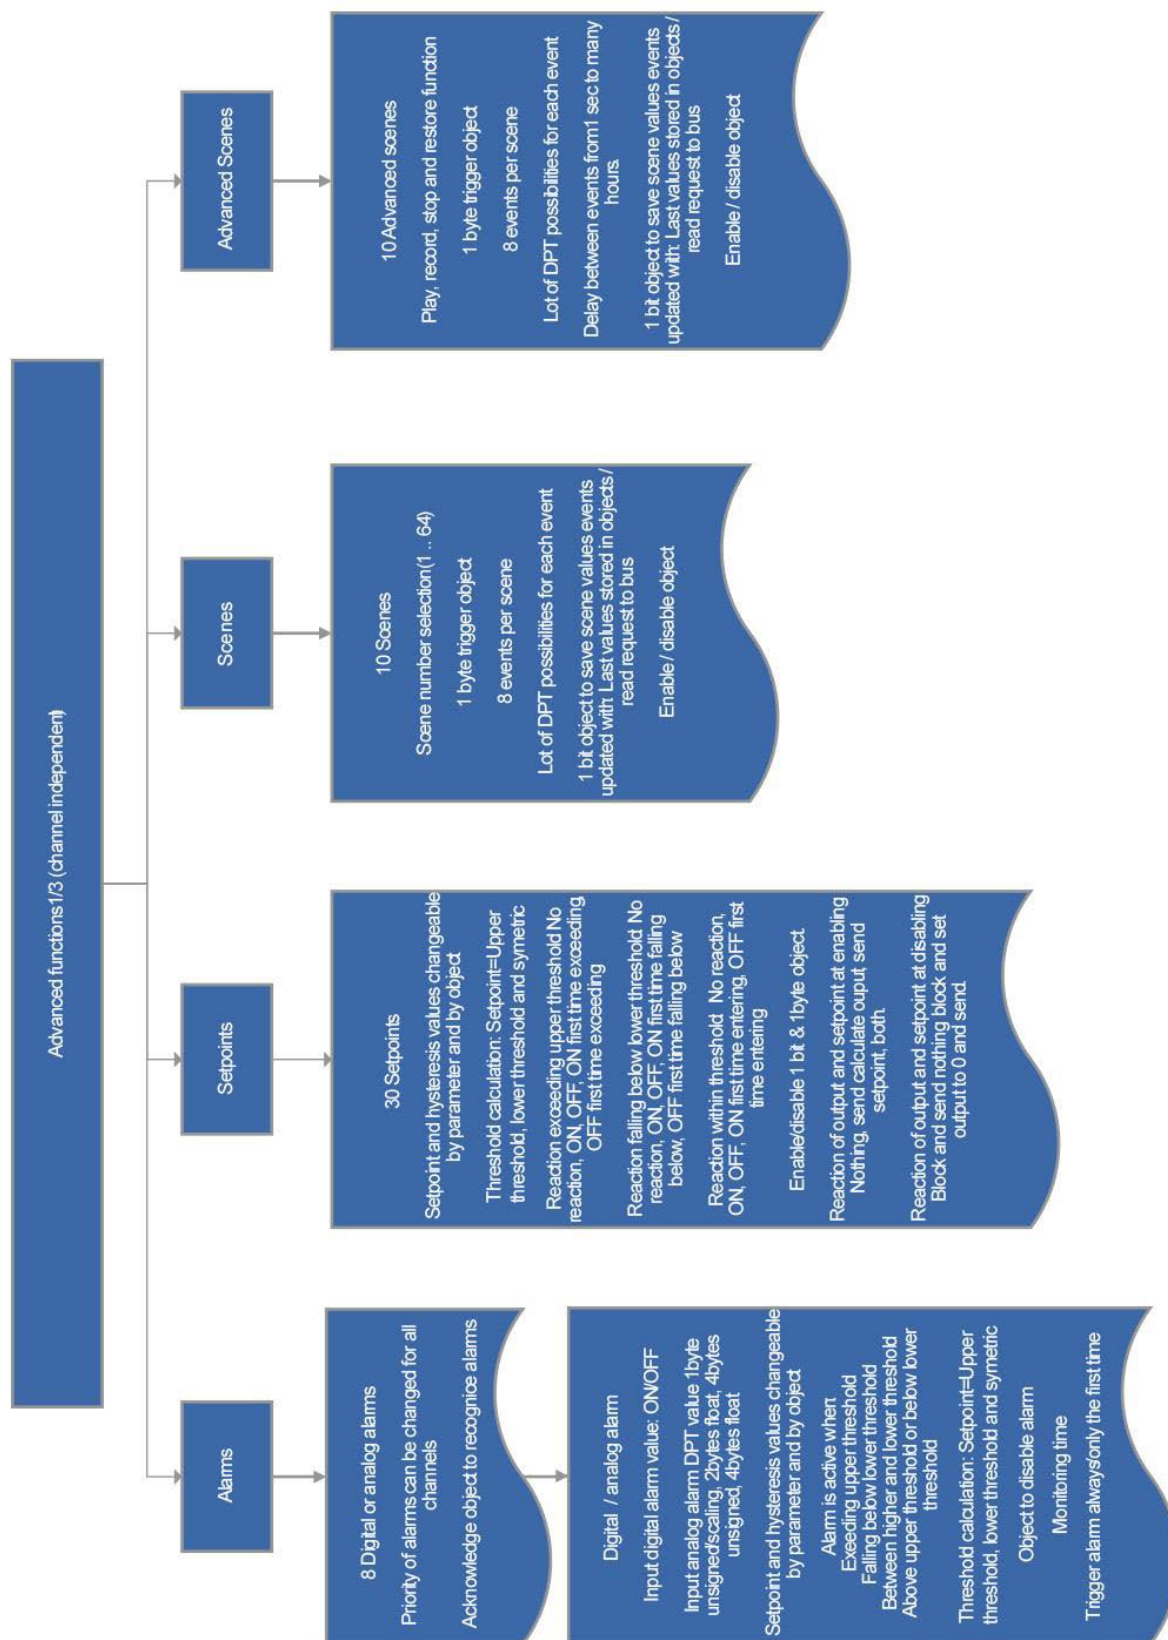 Advanced functions1/3 (channel independen)
Alarms
8 Digital or analog alarms
Priority of alarms can be changed for all
channels
Acknowledge object to recognice alarms
Digital / analog alarm
Input digital alarm value: ON/OFF
Input analog alarm DPT value 1byte
unsigned/scaling, 2bytes float, 4bytes
unsigned, 4bytes float
Setpoint and hysteresis values changeable
by parameter and by object
Alarm is active when:
Exeeding upper threshold
Falling below lower threshold
Between higher and lower threshold
Above upper threshold or below lower
threshold
Threshold calculation: Setpoint=Upper
threshold, lower threshold and symetric
Object to disable alarm
Monitoring time
Trigger alarm always/only the first time
Setpoints
30 Setpoints
Setpoint and hysteresis values changeable
by parameter and by object
Threshold calculation: Setpoint=Upper
threshold, lower threshold and symetric
Reaction exceeding upper threshold No
reaction, ON, OFF, ON first time exceeding,
OFF first time exceeding
Reaction falling below lower threshold No
reaction, ON, OFF, ON first time falling
below, OFF first time falling below
Reaction within threshold No reaction,
ON, OFF, ON first time entering, OFF first
time entering
Enable/disable 1 bit & 1byte object.
Reaction of output and setpoint at enabling
Nothing, send calculate ouput, send
setpoint, both.
Reaction of output and setpoint at disabling
Block and send nothing block and set
output to 0 and send.
Scenes
10 Scenes
Scene number selection(1 .. 64)
1 byte trigger object
8 events per scene
Lot of DPT possibilities for each event
1 bit object to save scene values events
updated with: Last values stored in objects /
read request to bus
Enable / disable object
Advanced Scenes
10 Advanced scenes
Play, record, stop and restore function
1 byte trigger object
8 events per scene
Lot of DPT possibilities for each event
Delay between events from1 sec to many
hours.
1 bit object to save scene values events
updated with: Last values stored in objects /
read request to bus
Enable / disable object